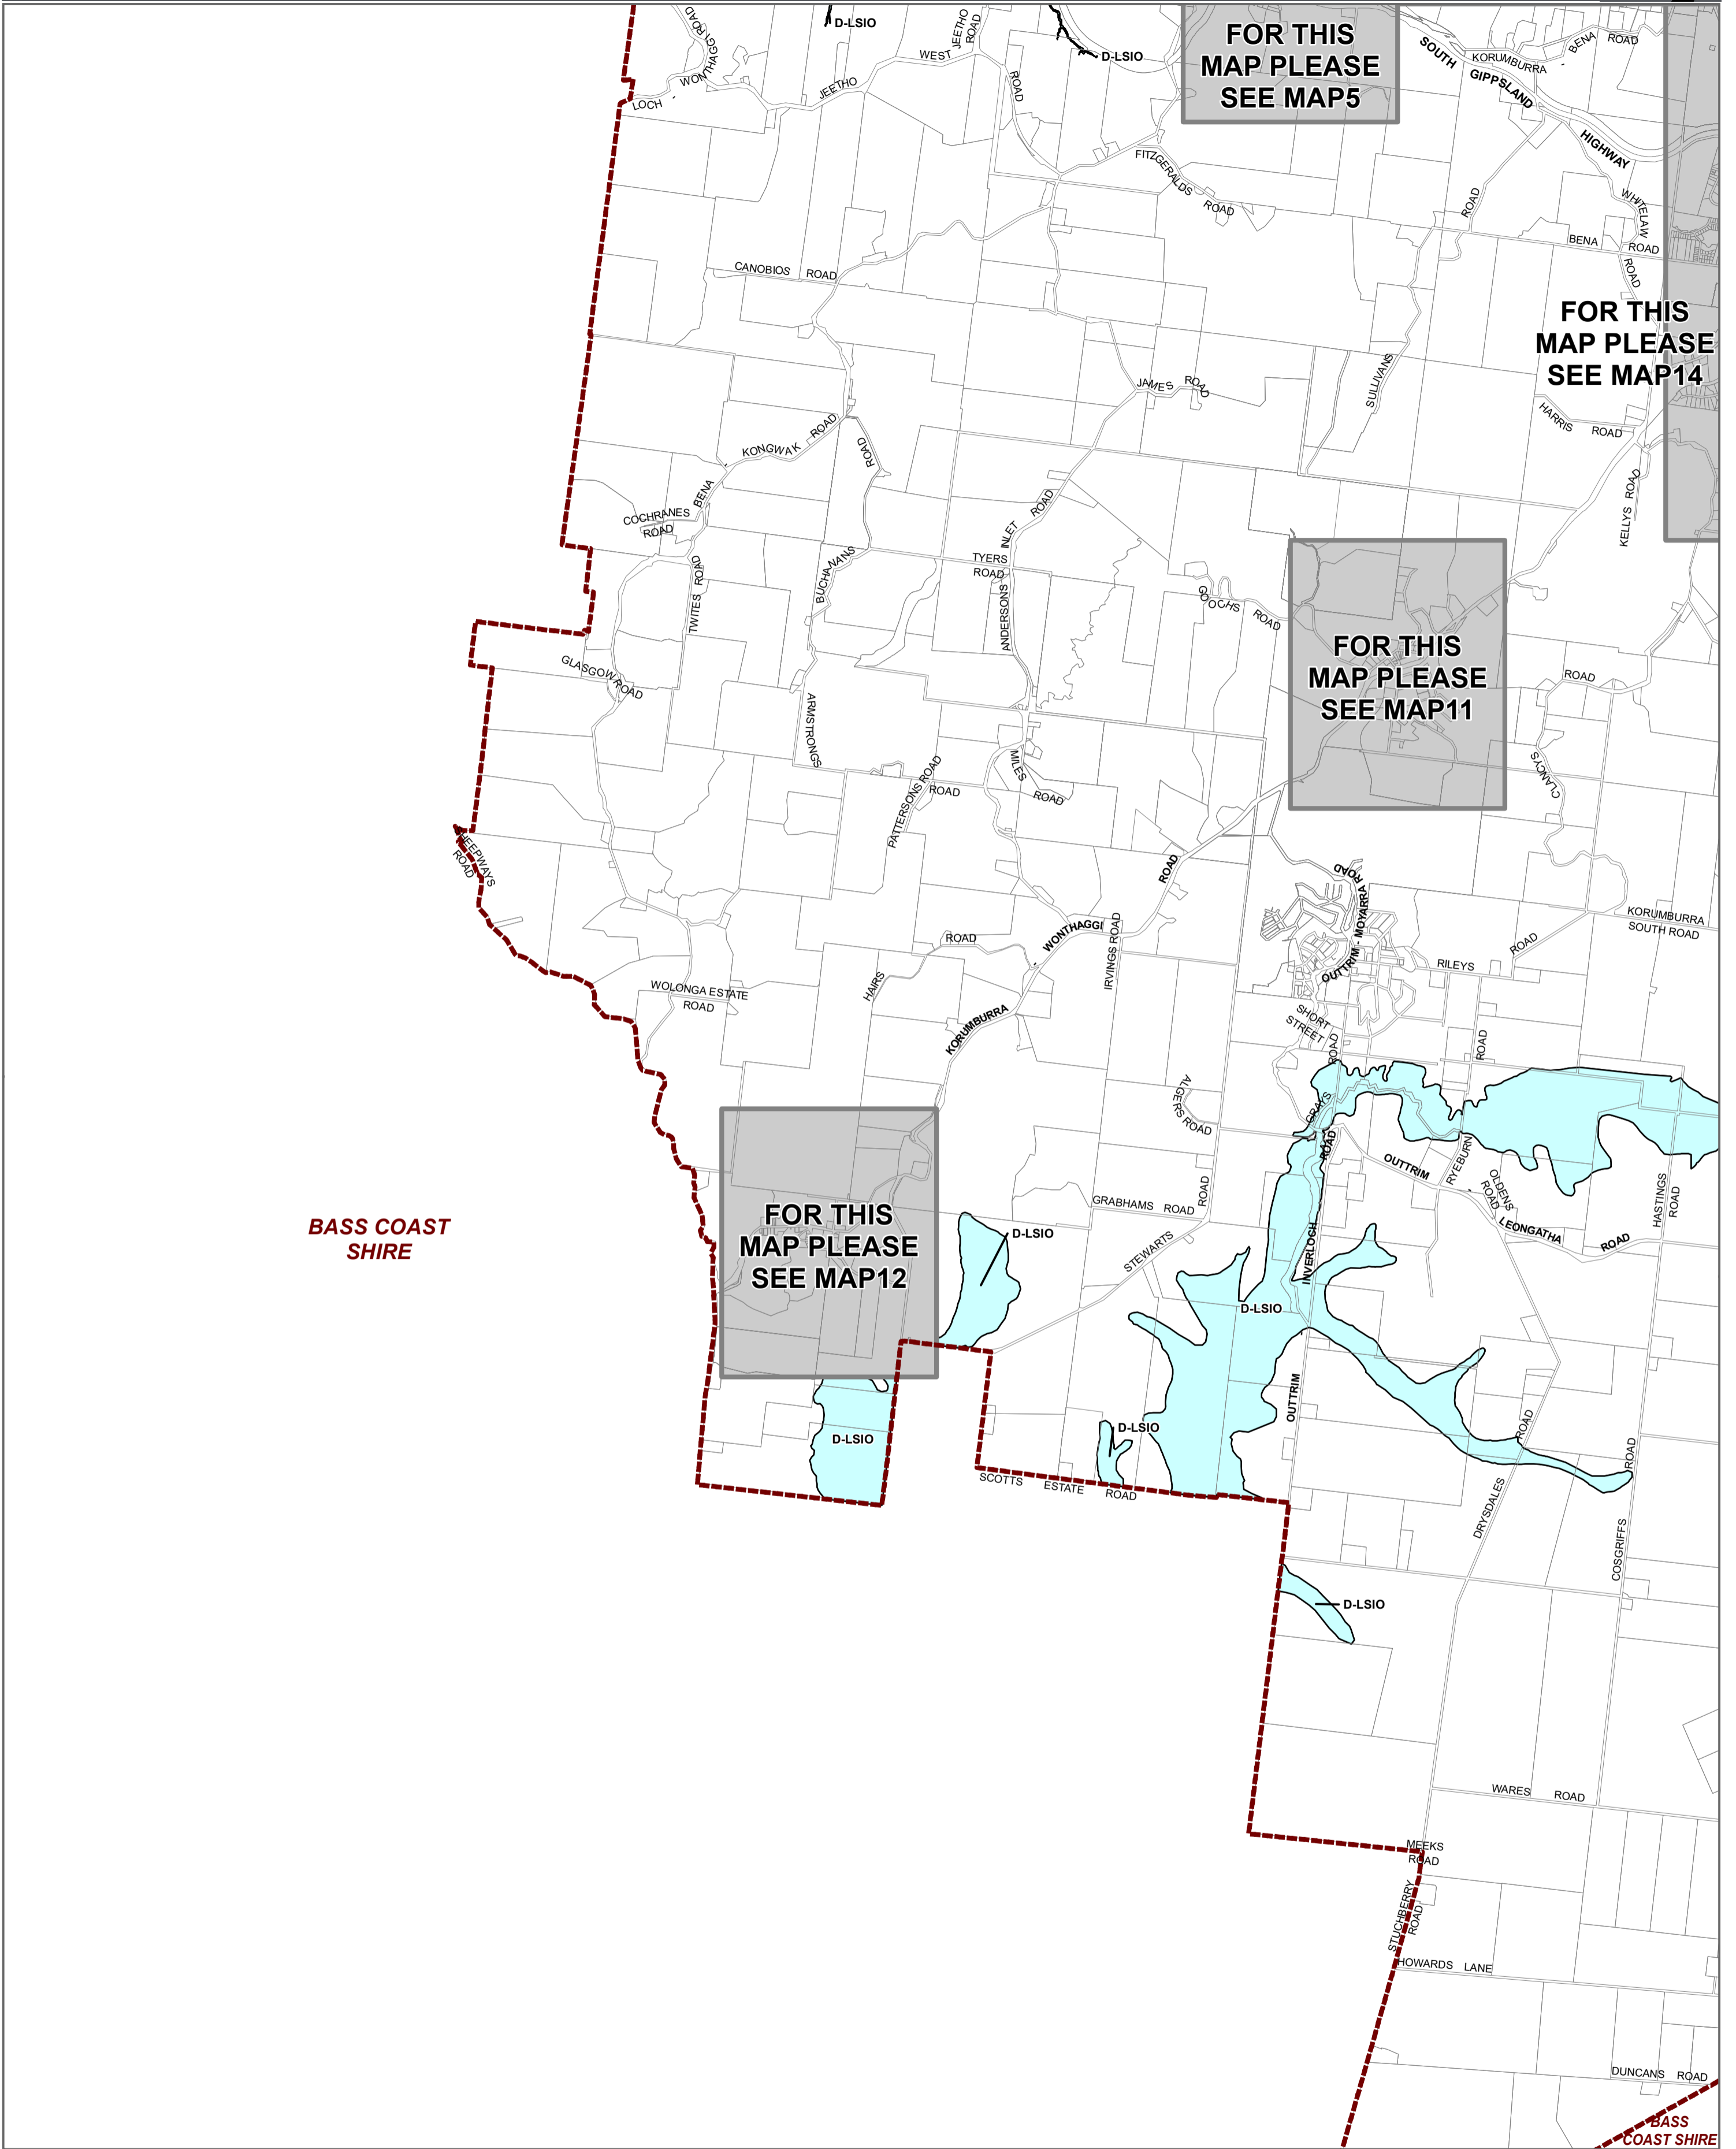 D-LSIO
WONTHAGGI ROAD
LOCH -
JEETHO
WEST
JEETHO
ROAD
ROAD
D-LSIO
FOR THIS
MAP PLEASE
SEE MAP5
SOUTH GIPPSLAND
HIGHWAY
KORUMBURRA
-
BENA
ROAD
FITZGERALDS
ROAD
ROAD
WHITELAW
ROAD
BENA
ROAD
CANOBIOS ROAD
FOR THIS
MAP PLEASE
SEE MAP14
JAMES ROAD
SULLIVANS
HARRIS ROAD
KELLYS ROAD
BENA
-
KONGWAK
ROAD
ROAD
COCHRANES
ROAD
BUCHANANS
TWITES ROAD
INLET
ROAD
TYERS
ROAD
ANDERSONS
GOOCHS
ROAD
FOR THIS
MAP PLEASE
SEE MAP11
GLASGOW ROAD
ARMSTRONGS
ROAD
CLANCYS
PATTERSONS ROAD
ROAD
MILES
ROAD
SHEEPWAYS
ROAD
ROAD
ROAD
OUTTRIM - MOYARRA
KORUMBURRA
SOUTH ROAD
ROAD
RILEYS
HAIRS
ROAD
KORUMBURRA
-
WONTHAGGI
IRVINGS ROAD
WOLONGA ESTATE
ROAD
SHORT
STREET
ROAD
ROAD
ALGERS ROAD
GRAYS
ROAD
OUTTRIM
-
LEONGATHA
ROAD
RYEBURN
OLDENS
ROAD
HASTINGS
ROAD
BASS COAST
SHIRE
FOR THIS
MAP PLEASE
SEE MAP12
D-LSIO
GRABHAMS ROAD
ROAD
STEWARTS
INVERLOCH
-
OUTTRIM
D-LSIO
D-LSIO
D-LSIO
ROAD
DRYSDALES
ROAD
COSGRIFFS
SCOTTS ESTATE ROAD
D-LSIO
WARES ROAD
MEEKS
ROAD
STUCHBERRY
ROAD
HOWARDS LANE
DUNCANS ROAD
BASS
COAST SHIRE